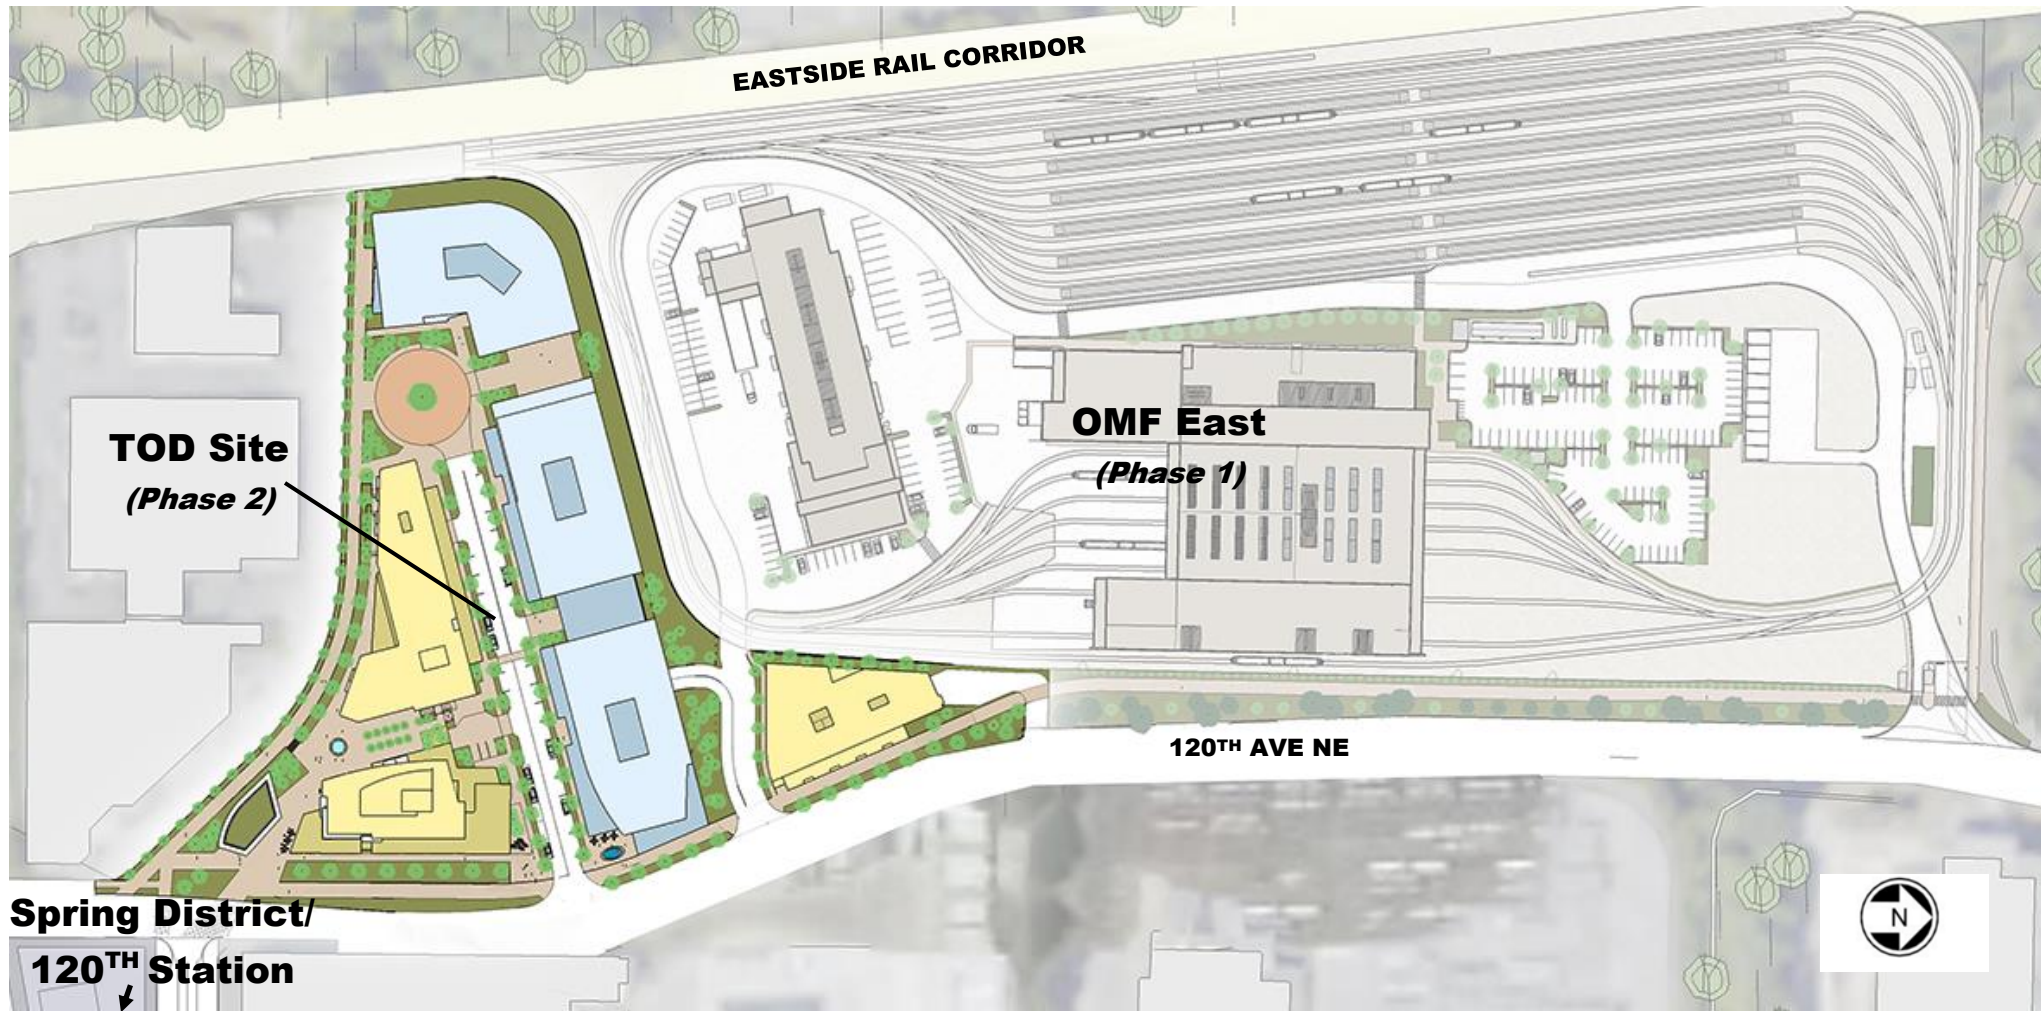 EASTSIDE RAIL CORRIDOR
TOD Site
(Phase 2)
OMF East
(Phase 1)
120TH AVE NE
Spring District/
120TH Station
N